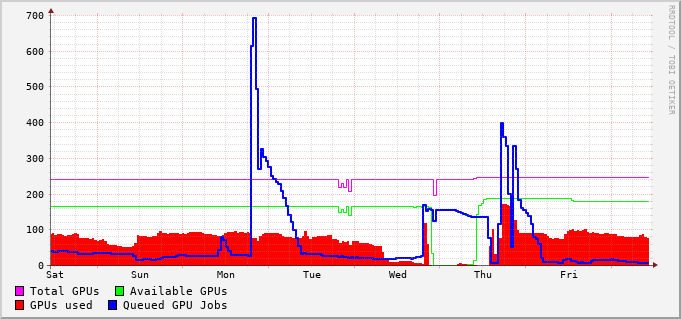 700
600
500
400
300
200
100
0
Sat Sun Mon Tue Wed Thu Fri
Total GPUs Available GPUs
GPUs used Queued GPU Jobs
RRDTOOL / TOBI OETIKER